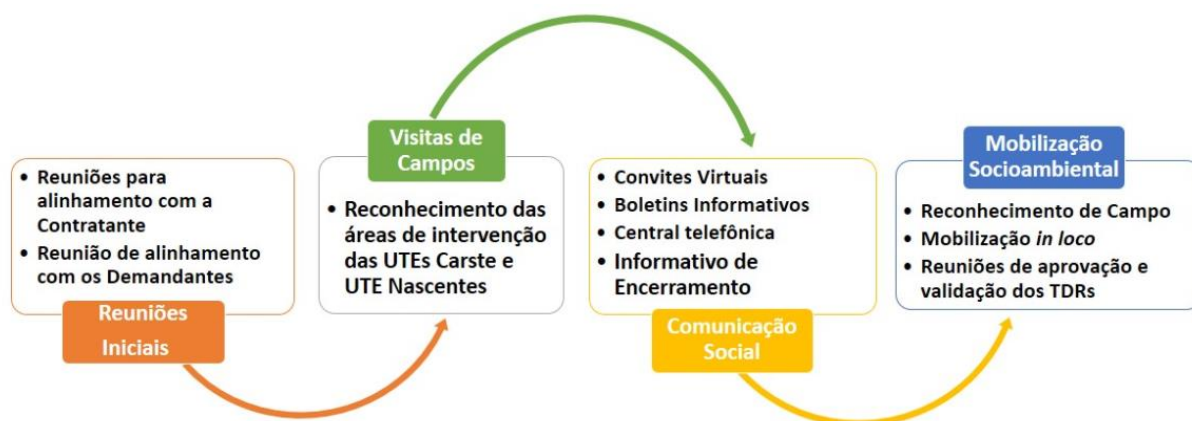 • Reuniões para
alinhamento com a
Contratante
• Reunião de alinhamento
com os Demandantes
Reuniões
Iniciais
Visitas de
Campos
• Reconhecimento das
áreas de intervenção
das UTEs Carste e
UTE Nascentes
• Convites Virtuais
• Boletins Informativos
• Central telefônica
• Informativo de
Encerramento
Comunicação
Social
Mobilização
Socioambiental
• Reconhecimento de Campo
• Mobilização in loco
• Reuniões de aprovação e
validação dos TDRs